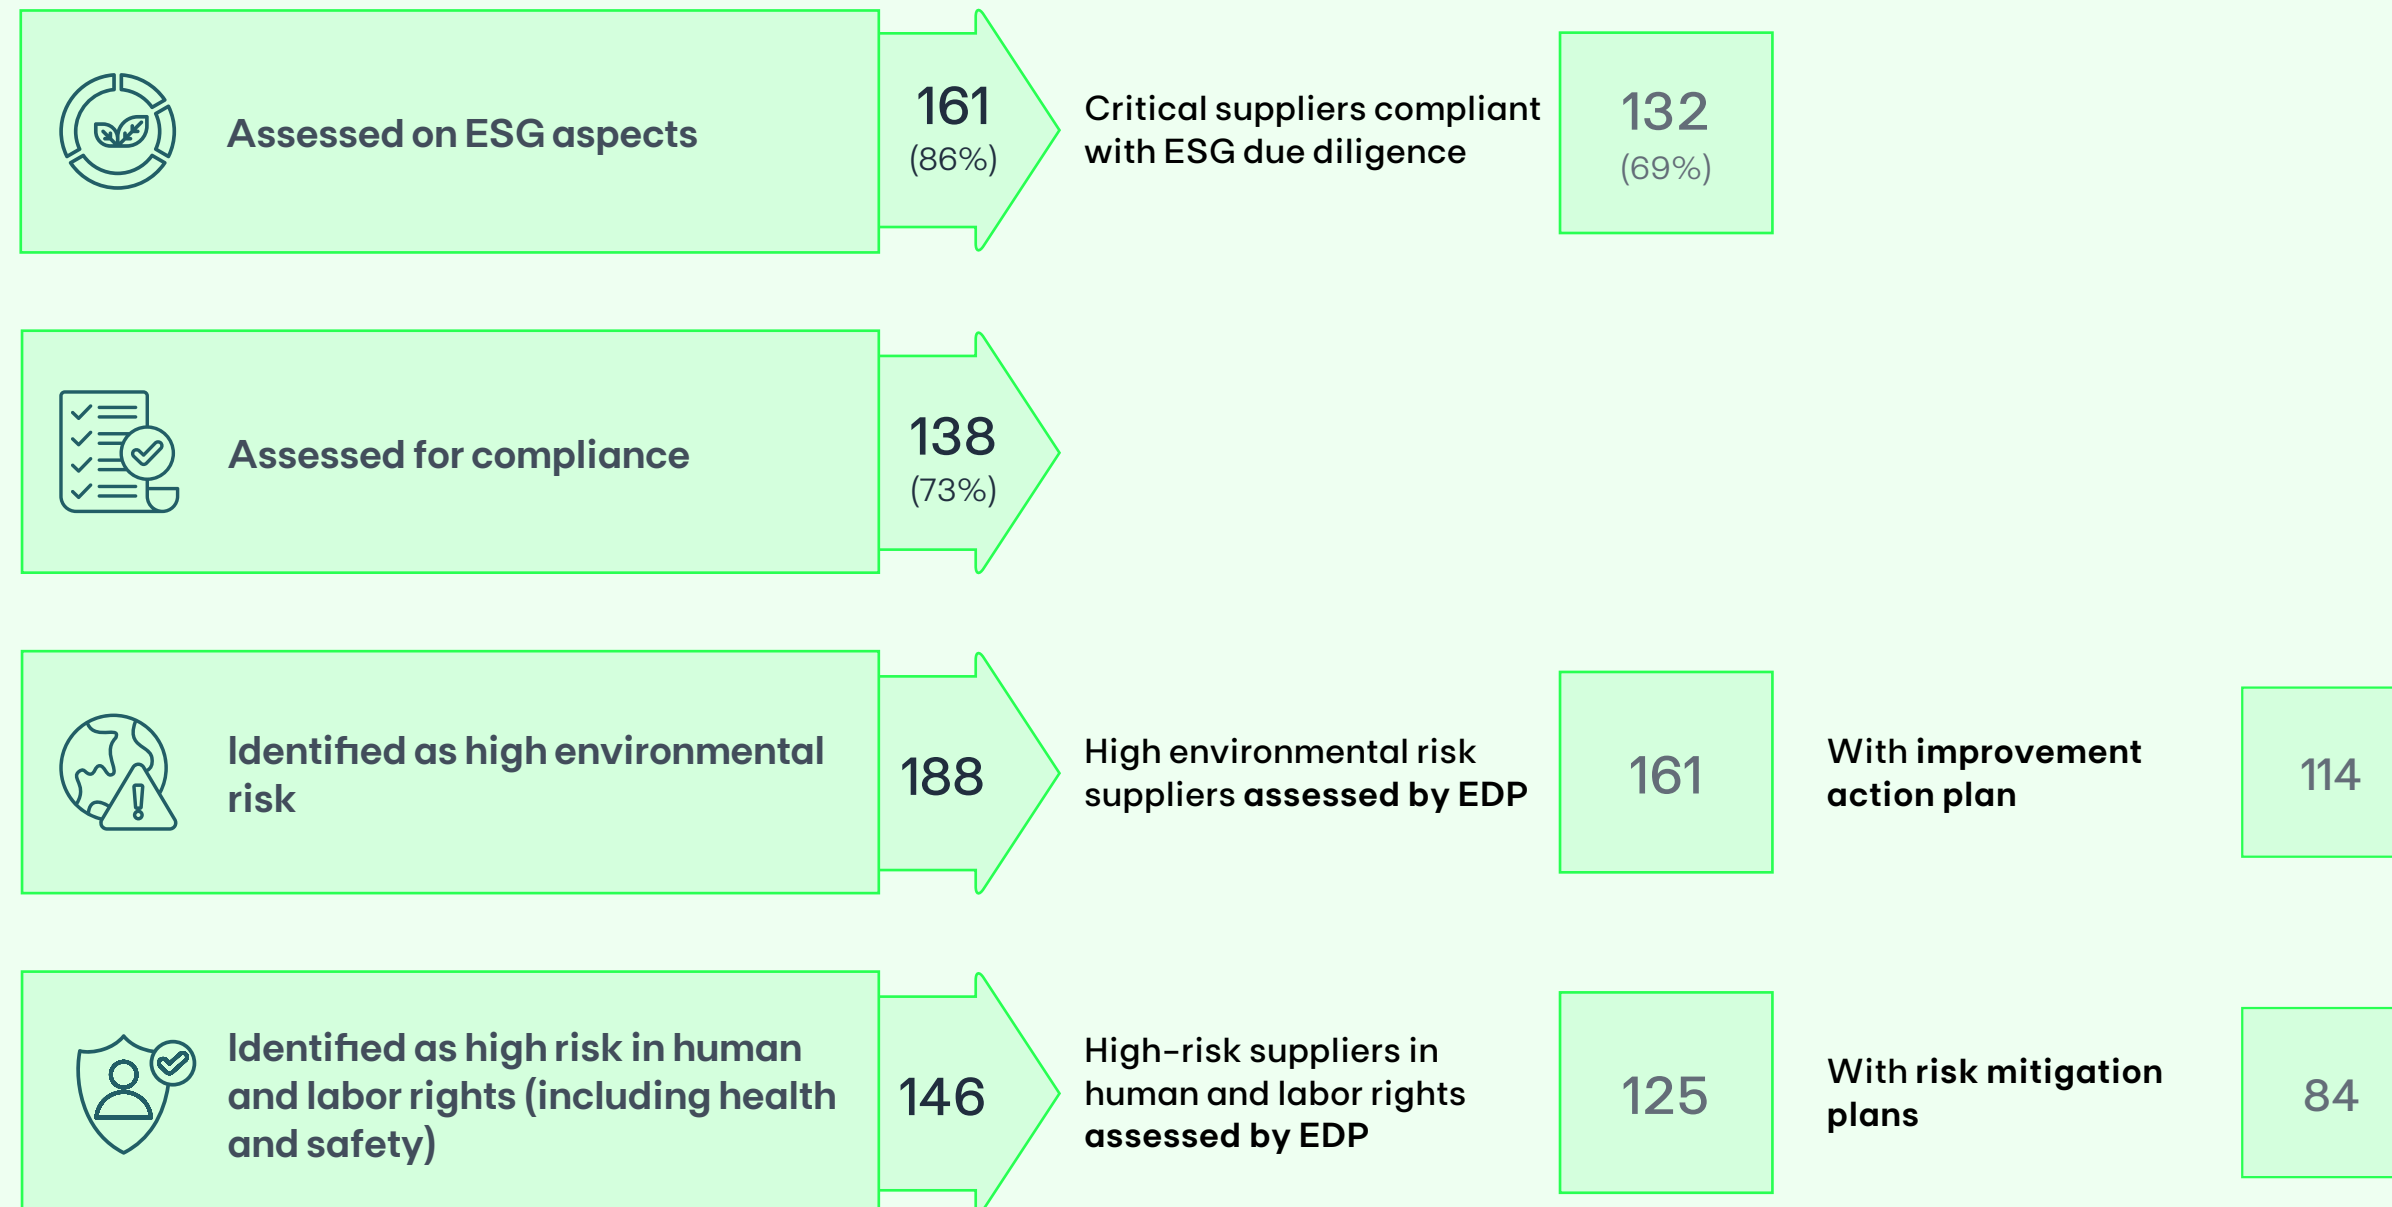 Assessed on ESG aspects
161
(86%)
Critical suppliers compliant
with ESG due diligence
132
(69%)
Assessed for compliance
138
(73%)
Identified as high environmental
risk
188
High environmental risk
suppliers assessed by EDP
161
With improvement
action plan
114
Identified as high risk in human
and labor rights (including health
and safety)
146
High-risk suppliers in
human and labor rights
assessed by EDP
125
With risk mitigation
plans
84